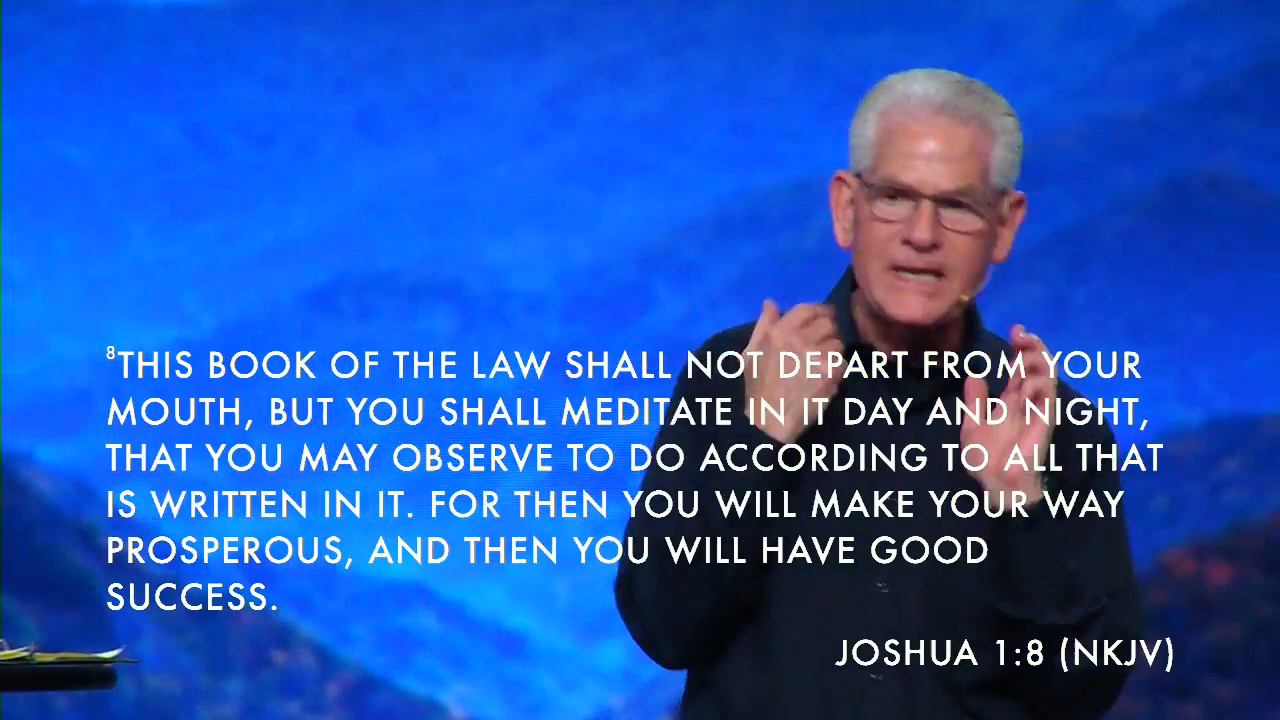 ⁸THIS BOOK OF THE LAW SHALL NOT DEPART FROM YOUR
MOUTH, BUT YOU SHALL MEDITATE IN IT DAY AND NIGHT,
THAT YOU MAY OBSERVE TO DO ACCORDING TO ALL THAT
IS WRITTEN IN IT. FOR THEN YOU WILL MAKE YOUR WAY
PROSPEROUS, AND THEN YOU WILL HAVE GOOD
SUCCESS.
JOSHUA 1:8 (NKJV)